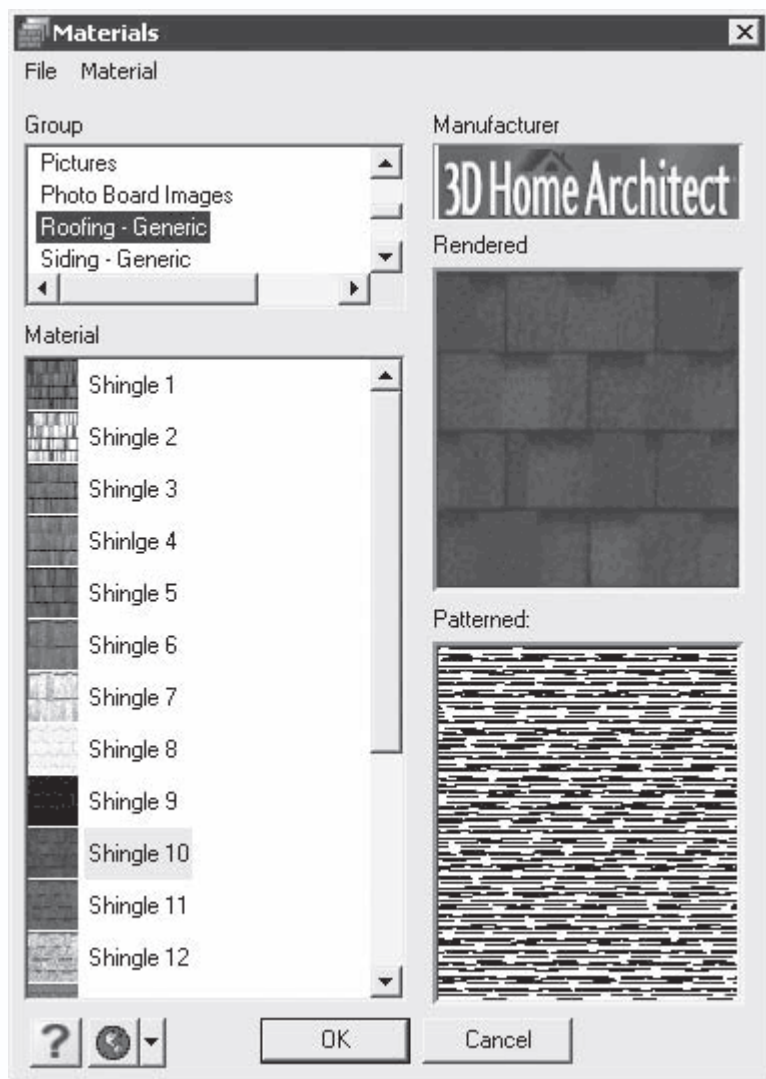 Materials
File Material
Group
Pictures
Photo Board Images
Roofing - Generic
Siding - Generic
Manufacturer
3D Home Architect
Rendered
Material
Shingle 1
Shingle 2
Shingle 3
Shinlge 4
Shingle 5
Shingle 6
Shingle 7
Shingle 8
Shingle 9
Shingle 10
Shingle 11
Shingle 12
Patterned:
?
OK
Cancel